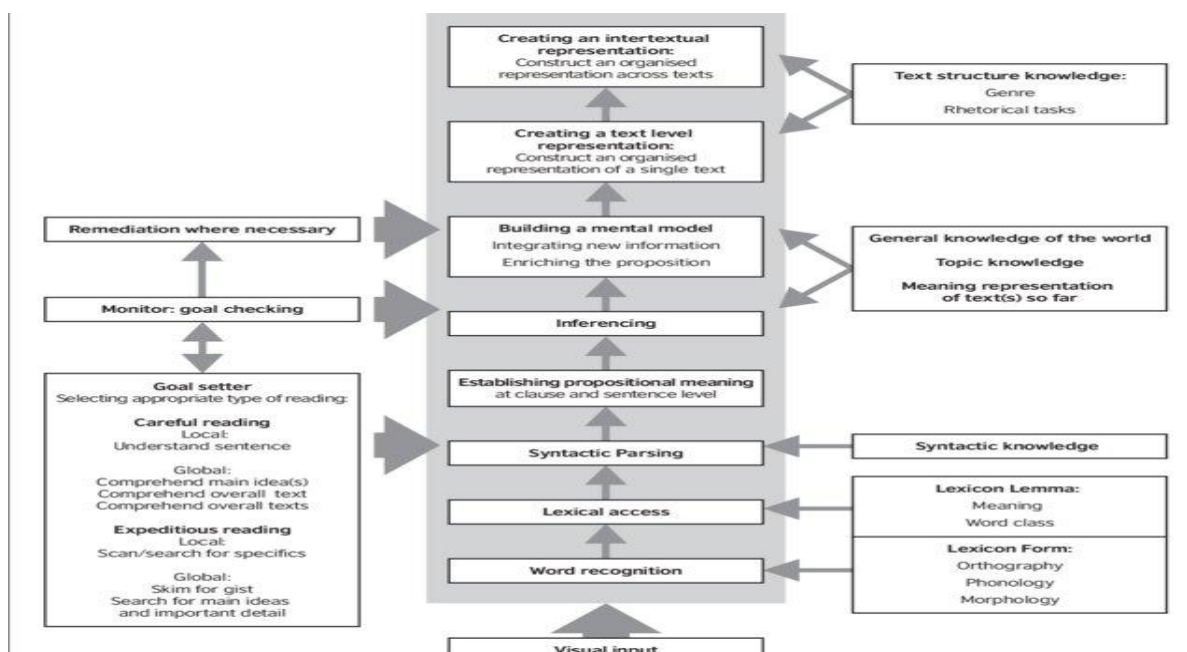 Creating an intertextual
representation:
Construct an organised
representation across texts
Text structure knowledge:
Genre
Rhetorical tasks
Creating a text level
representation:
Construct an organised
representation of a single text
Remediation where necessary
Building a mental model
Integrating new information
Enriching the proposition
General knowledge of the world
Topic knowledge
Meaning representation
of text(s) so far
Monitor: goal checking
Inferencing
Goal setter
Selecting appropriate type of reading:
Careful reading
Local:
Understand sentence
Global:
Comprehend main idea(s)
Comprehend overall text
Comprehend overall texts
Expeditious reading
Local:
Scan/search for specifics
Global:
Skim for gist
Search for main ideas
and important detail
Establishing propositional meaning
at clause and sentence level
Syntactic Parsing
Syntactic knowledge
Lexical access
Lexicon Lemma:
Meaning
Word class
Word recognition
Lexicon Form:
Orthography
Phonology
Morphology
Visual input